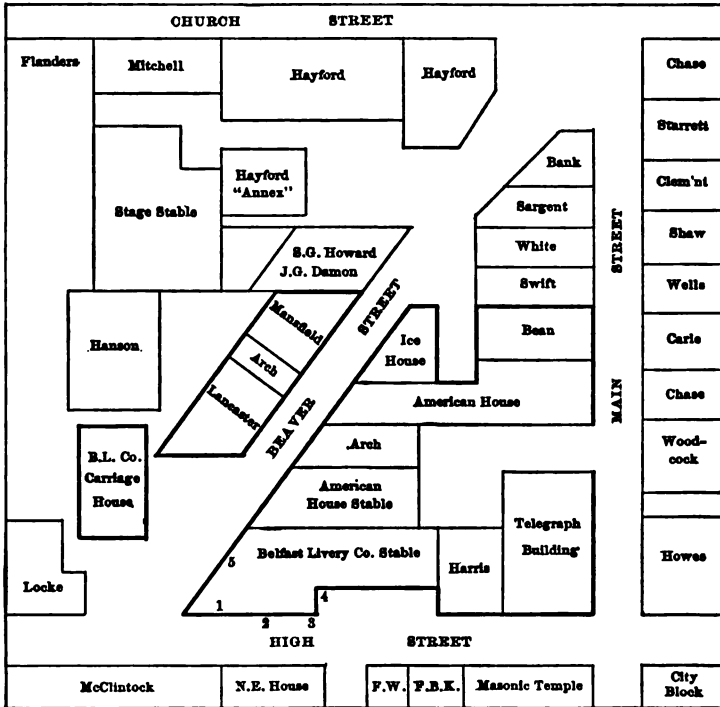 CHURCH STREET
Flanders
Mitchell
Hayford
Hayford
Chase
Starrett
Hayford
"Annex"
Bank
Clem'nt
Stage Stable
Sargent
S.G. Howard
J.G. Damon
White
Shaw
Swift
Wells
STREET
STREET
Mansfield
Hanson
Arch
Lancaster
Ice
House
Bean
Carle
BEAVER
American House
MAIN
Chase
B.L. Co.
Carriage
House
Arch
Wood-
cock
American
House Stable
Telegraph
Building
Belfast Livery Co. Stable
Harris
Howes
Locke
5
4
1
2
3
HIGH STREET
McClintock
N.E. House
F.W.
F.B.K.
Masonic Temple
City
Block